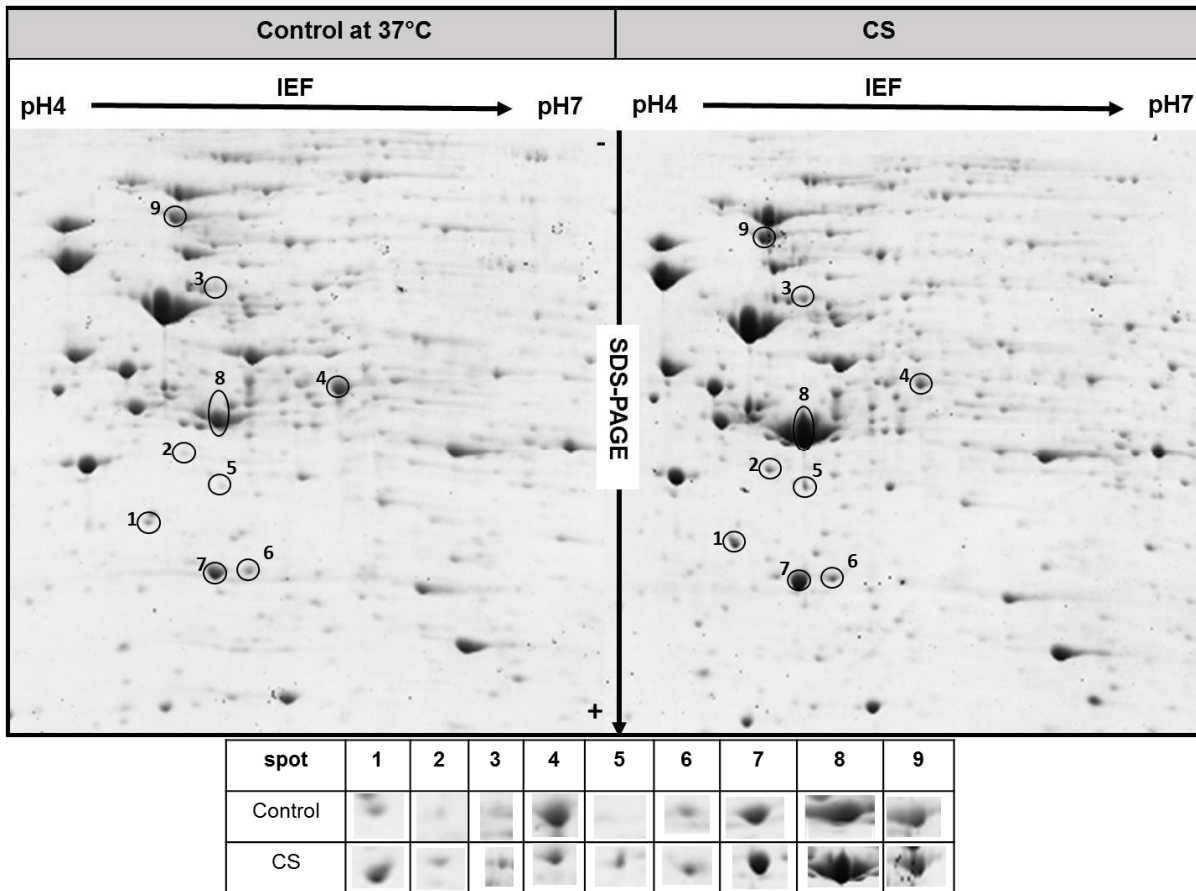 Control at 37°C CS
IEF IEF
pH4 pH7 pH4 pH7
-
9 9
3 3
SDS-PAGE
4 4
8 8
2 2
5 5
1 1
7 6 7 6
+
spot 1 2 3 4 5 6 7 8 9
Control
CS